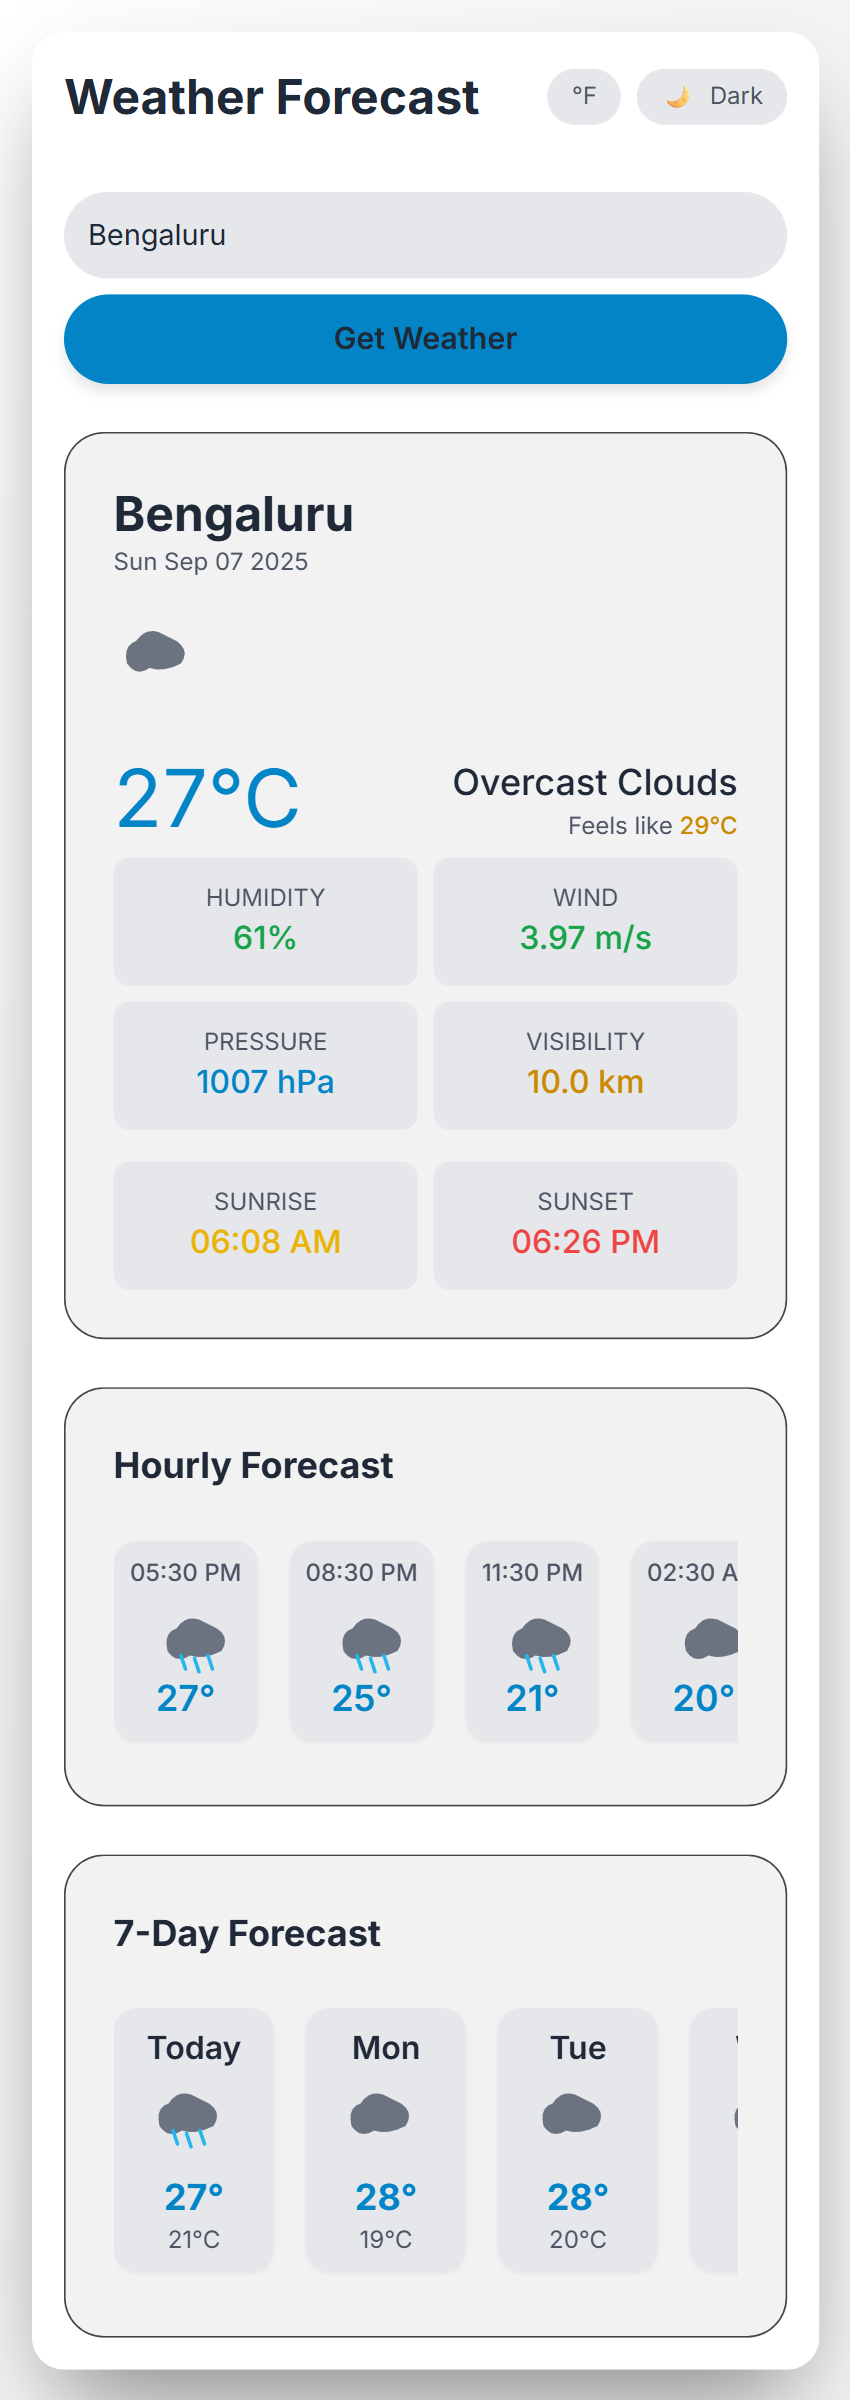 Weather Forecast
°F
Dark
Bengaluru
Get Weather
Bengaluru
Sun Sep 07 2025
27°C
Overcast Clouds
Feels like 29°C
HUMIDITY
61%
WIND
3.97 m/s
PRESSURE
1007 hPa
VISIBILITY
10.0 km
SUNRISE
06:08 AM
SUNSET
06:26 PM
Hourly Forecast
05:30 PM
27°
08:30 PM
25°
11:30 PM
21°
02:30 A
20°
7-Day Forecast
Today
27°
21°C
Mon
28°
19°C
Tue
28°
20°C